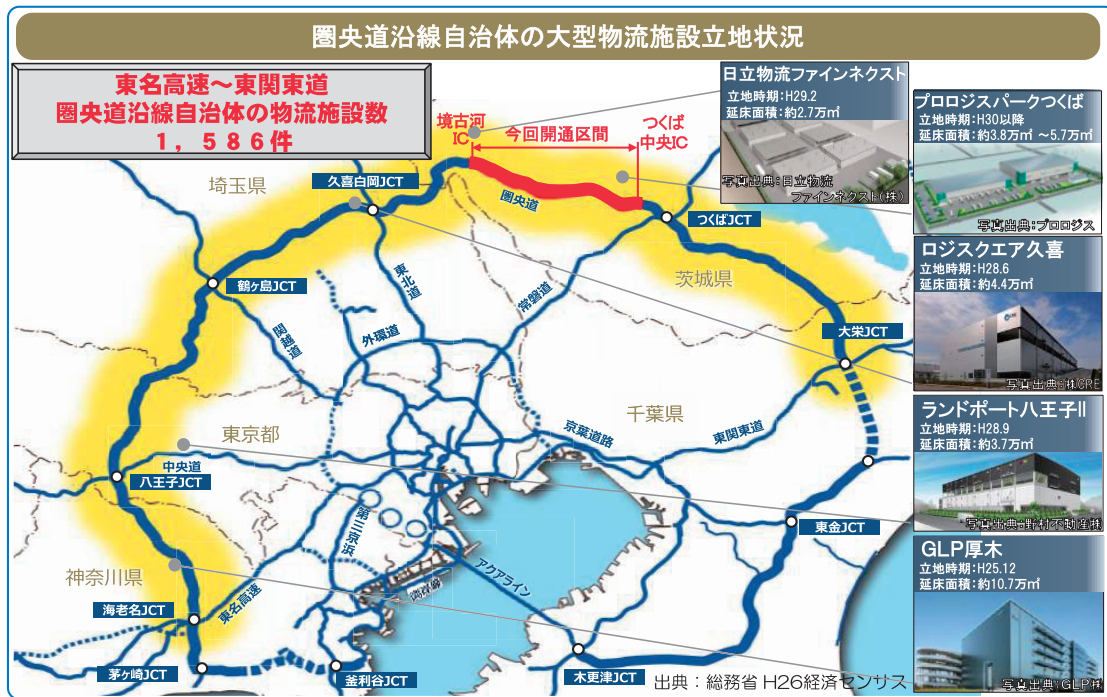 圏央道沿線自治体の大型物流施設立地状況
東名高速～東関東道
圏央道沿線自治体の物流施設数
1，586件
境古河
IC
今回開通区間
つくば
中央IC
日立物流ファインネクスト
立地時期：H29.2
延床面積：約2.7万㎡
写真出典：日立物流
ファインネクスト(株)
プロロジスパークつくば
立地時期：H30以降
延床面積：約3.8万㎡ ～5.7万㎡
写真出典：プロロジス
ロジスクエア久喜
立地時期：H28.6
延床面積：約4.4万㎡
写真出典：㈱CRE
ランドポート八王子Ⅱ
立地時期：H28.9
延床面積：約3.7万㎡
写真出典：野村不動産㈱
GLP厚木
立地時期：H25.12
延床面積：約10.7万㎡
写真出典：GLP㈱
埼玉県
久喜白岡JCT
圏央道
つくばJCT
茨城県
鶴ヶ島JCT
東北道
常磐道
関越道
外環道
大栄JCT
千葉県
東京都
京葉道路
東関東道
中央道
八王子JCT
第三京浜
東金JCT
神奈川県
アクアライン
湾岸線
海老名JCT
東名高速
茅ヶ崎JCT
釜利谷JCT
木更津JCT
出典：総務省 H26経済センサス